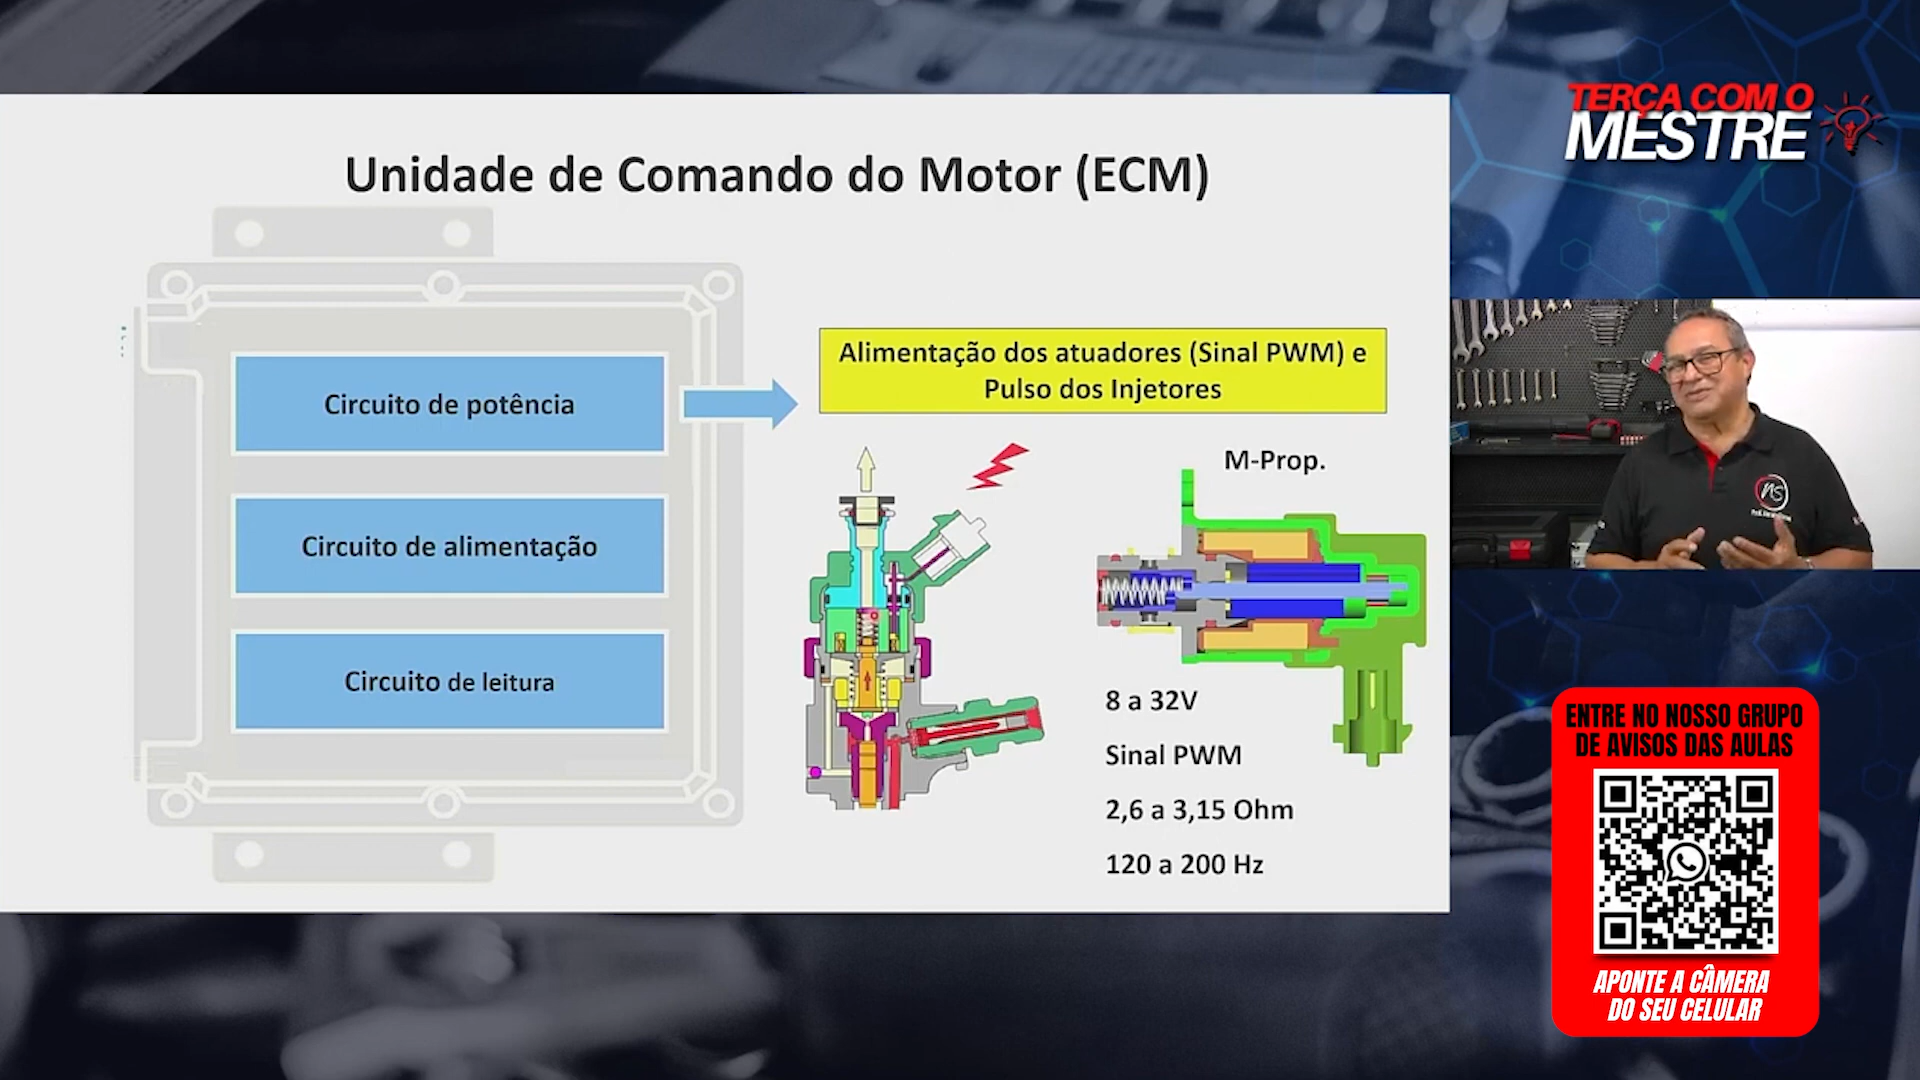 TERÇA COM O
MESTRE
Unidade de Comando do Motor (ECM)
Circuito de potência
Alimentação dos atuadores (Sinal PWM) e
Pulso dos Injetores
M-Prop.
Circuito de alimentação
Circuito de leitura
8 a 32V
Sinal PWM
2,6 a 3,15 Ohm
120 a 200 Hz
NS
ENTRE NO NOSSO GRUPO
DE AVISOS DAS AULAS
APONTE A CÂMERA
DO SEU CELULAR